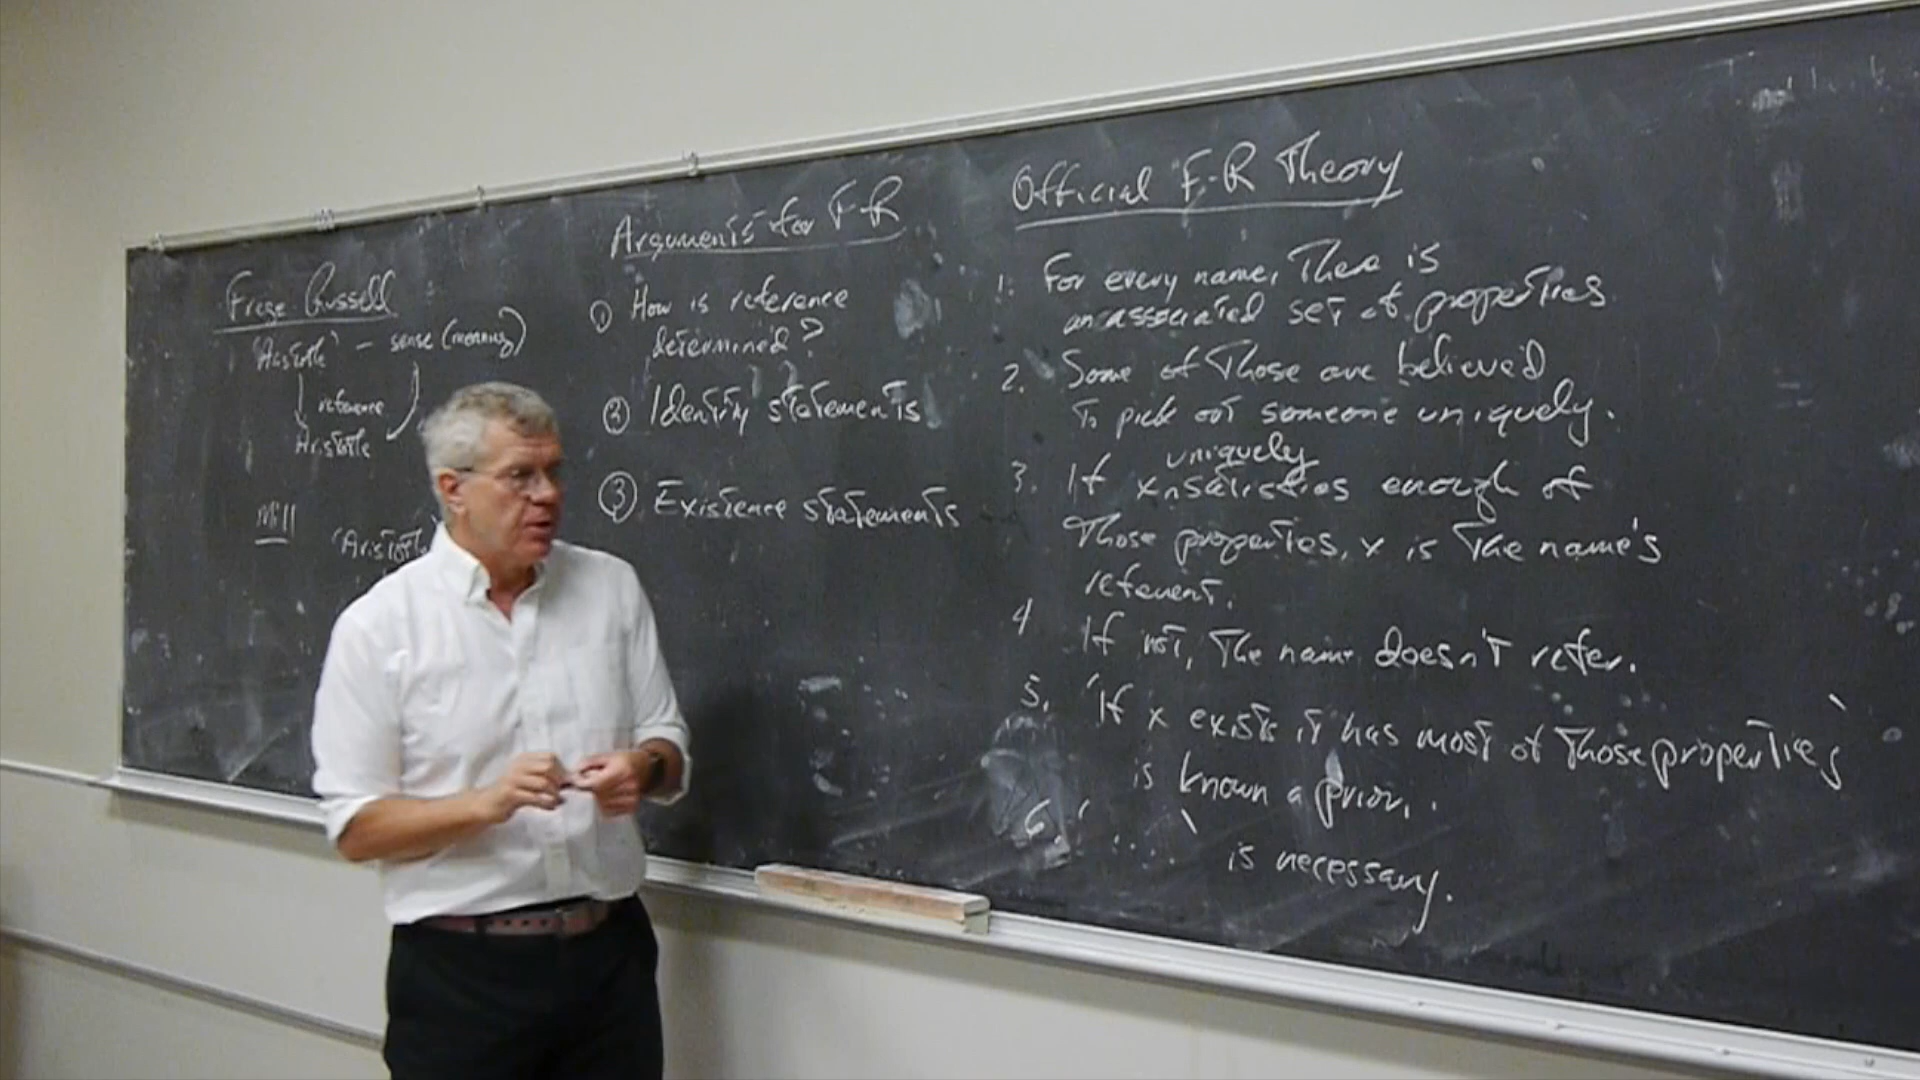 Frege Russell
'Aristotle' - sense (meaning)
reference
Aristotle
Mill
'Aristotle
Arguments for F-R
① How is reference
determined?
② Identity statements
③ Existence statements
Official F-R Theory
1. For every name, There is
an associated set of properties
2. Some of Those are believed
To pick out someone uniquely.
uniquely
3. If x satisfies enough of
Those properties, x is The name's
referent.
4 If not, The name doesn't refer.
5. 'If x exists it has most of Those properties'
is known a priori.
6. ' . . . . '
is necessary.